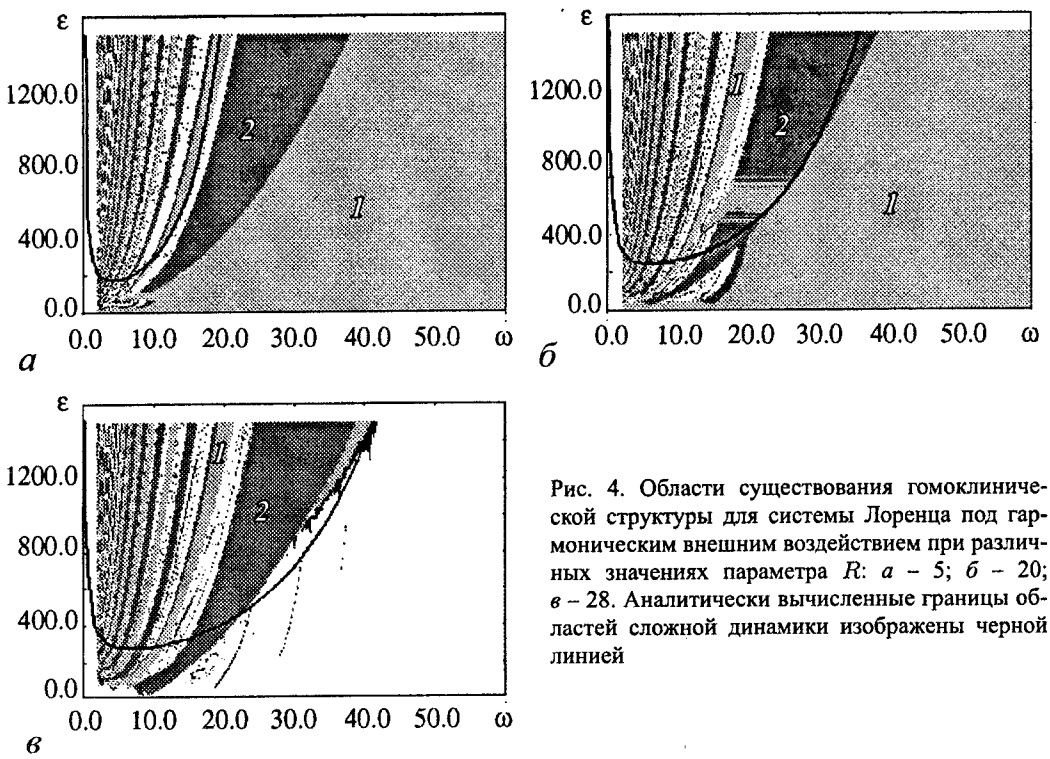 ε
1200.0
800.0
400.0
0.0
2
1
0.0 10.0 20.0 30.0 40.0 50.0 ω
а
ε
1200.0
800.0
400.0
0.0
1
2
1
0.0 10.0 20.0 30.0 40.0 50.0 ω
б
ε
1200.0
800.0
400.0
0.0
1
2
0.0 10.0 20.0 30.0 40.0 50.0 ω
в
Рис. 4. Области существования гомоклиниче-
ской структуры для системы Лоренца под гар-
моническим внешним воздействием при различ-
ных значениях параметра R: а – 5; б – 20;
в – 28. Аналитически вычисленные границы об-
ластей сложной динамики изображены черной
линией